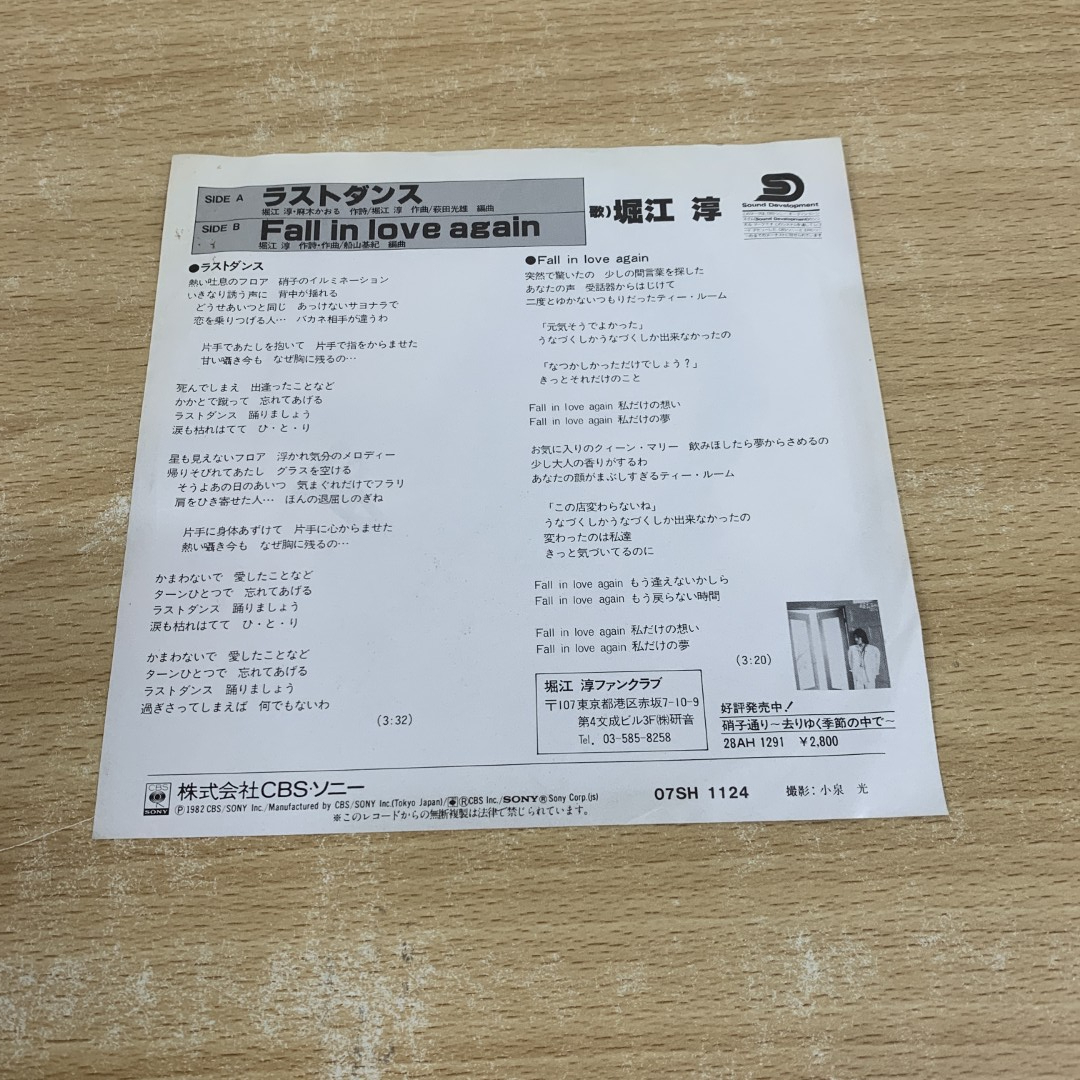 SIDE A ラストダンス
堀江 淳・麻木かおる 作詩/堀江 淳 作曲/萩田光雄 編曲
SIDE B Fall in love again
堀江 淳 作詩・作曲/船山基紀 編曲
歌)堀江 淳
SD
Sound Development
●ラストダンス
熱い吐息のフロア 硝子のイルミネーション
いきなり誘う声に 背中が揺れる
どうせあいつと同じ あっけないサヨナラで
恋を乗りつげる人… バカネ相手が違うわ
片手であたしを抱いて 片手で指をからませた
甘い囁き今も なぜ胸に残るの…
死んでしまえ 出逢ったことなど
かかとで蹴って 忘れてあげる
ラストダンス 踊りましょう
涙も枯れはてて ひ・と・り
星も見えないフロア 浮かれ気分のメロディー
帰りそびれてあたし グラスを空ける
そうよあの日のあいつ 気まぐれだけでフラリ
肩をひき寄せた人… ほんの退屈しのぎね
片手に身体あずけて 片手に心からませた
熱い囁き今も なぜ胸に残るの…
かまわないで 愛したことなど
ターンひとつで 忘れてあげる
ラストダンス 踊りましょう
涙も枯れはてて ひ・と・り
かまわないで 愛したことなど
ターンひとつで 忘れてあげる
ラストダンス 踊りましょう
過ぎさってしまえば 何でもないわ
(3:32)
●Fall in love again
突然で驚いたの 少しの間言葉を探した
あなたの声 受話器からはじけて
二度とゆかないつもりだったティー・ルーム
「元気そうでよかった」
うなづくしかうなづくしか出来なかったの
「なつかしかっただけでしょう?」
きっとそれだけのこと
Fall in love again 私だけの想い
Fall in love again 私だけの夢
お気に入りのクィーン・マリー 飲みほしたら夢からさめるの
少し大人の香りがするわ
あなたの顔がまぶしすぎるティー・ルーム
「この店変わらないね」
うなづくしかうなづくしか出来なかったの
変わったのは私達
きっと気づいてるのに
Fall in love again もう逢えないかしら
Fall in love again もう戻らない時間
Fall in love again 私だけの想い
Fall in love again 私だけの夢
(3:20)
堀江 淳ファンクラブ
〒107東京都港区赤坂7-10-9
第4文成ビル3F㈱研音
Tel. 03-585-8258
好評発売中!
硝子通り〜去りゆく季節の中で〜
28AH 1291 ¥2,800
CBS
SONY
株式会社CBS・ソニー
Ⓟ1982 CBS/SONY Inc./Manufactured by CBS/SONY Inc.(Tokyo Japan)/ⓇCBS Inc./SONY®Sony Corp.(js)
※このレコードからの無断複製は法律で禁じられています。
07SH 1124
撮影:小泉 光